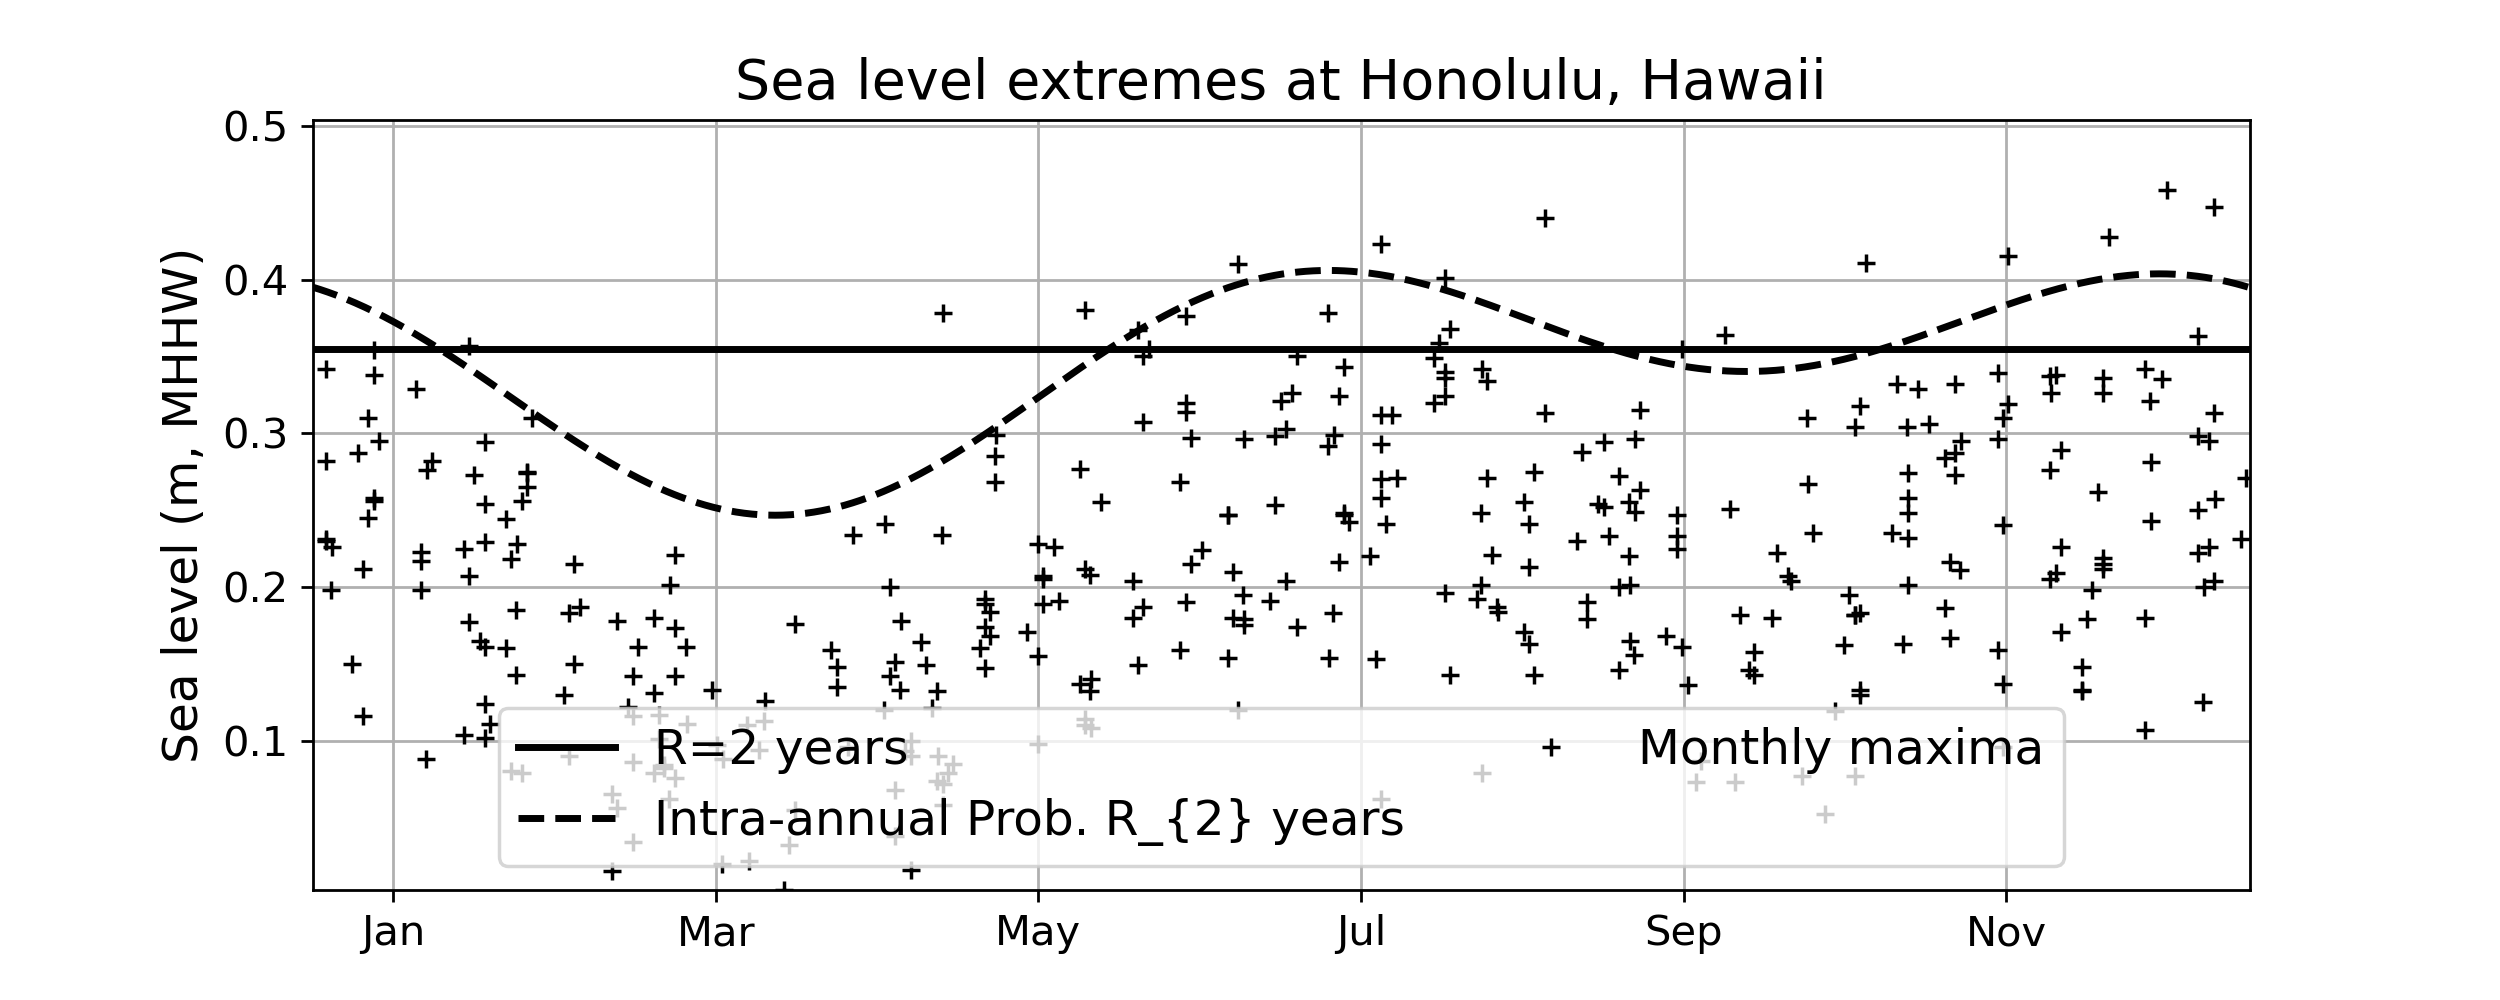 Sea level extremes at Honolulu, Hawaii
Sea level (m, MHHW)
0.5
0.4
0.3
0.2
0.1
R=2 years
Intra-annual Prob. R_{2} years
Monthly maxima
Jan Mar May Jul Sep Nov